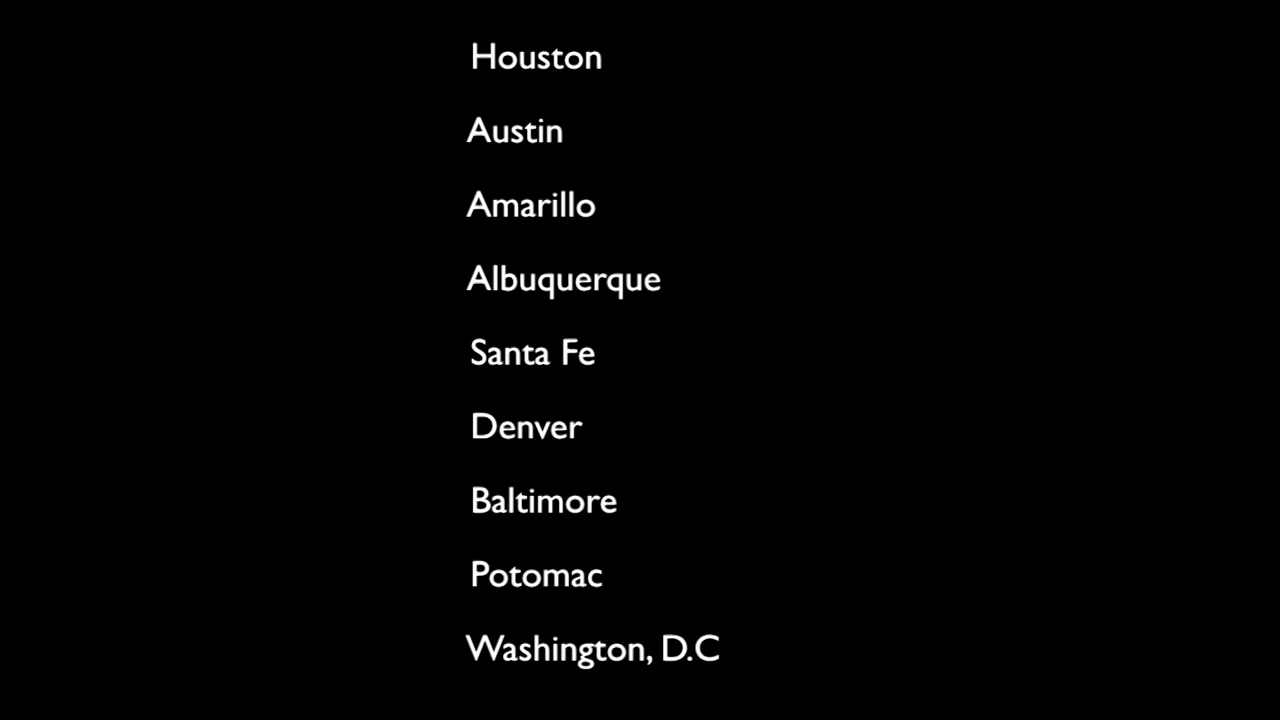 Houston
Austin
Amarillo
Albuquerque
Santa Fe
Denver
Baltimore
Potomac
Washington, D.C